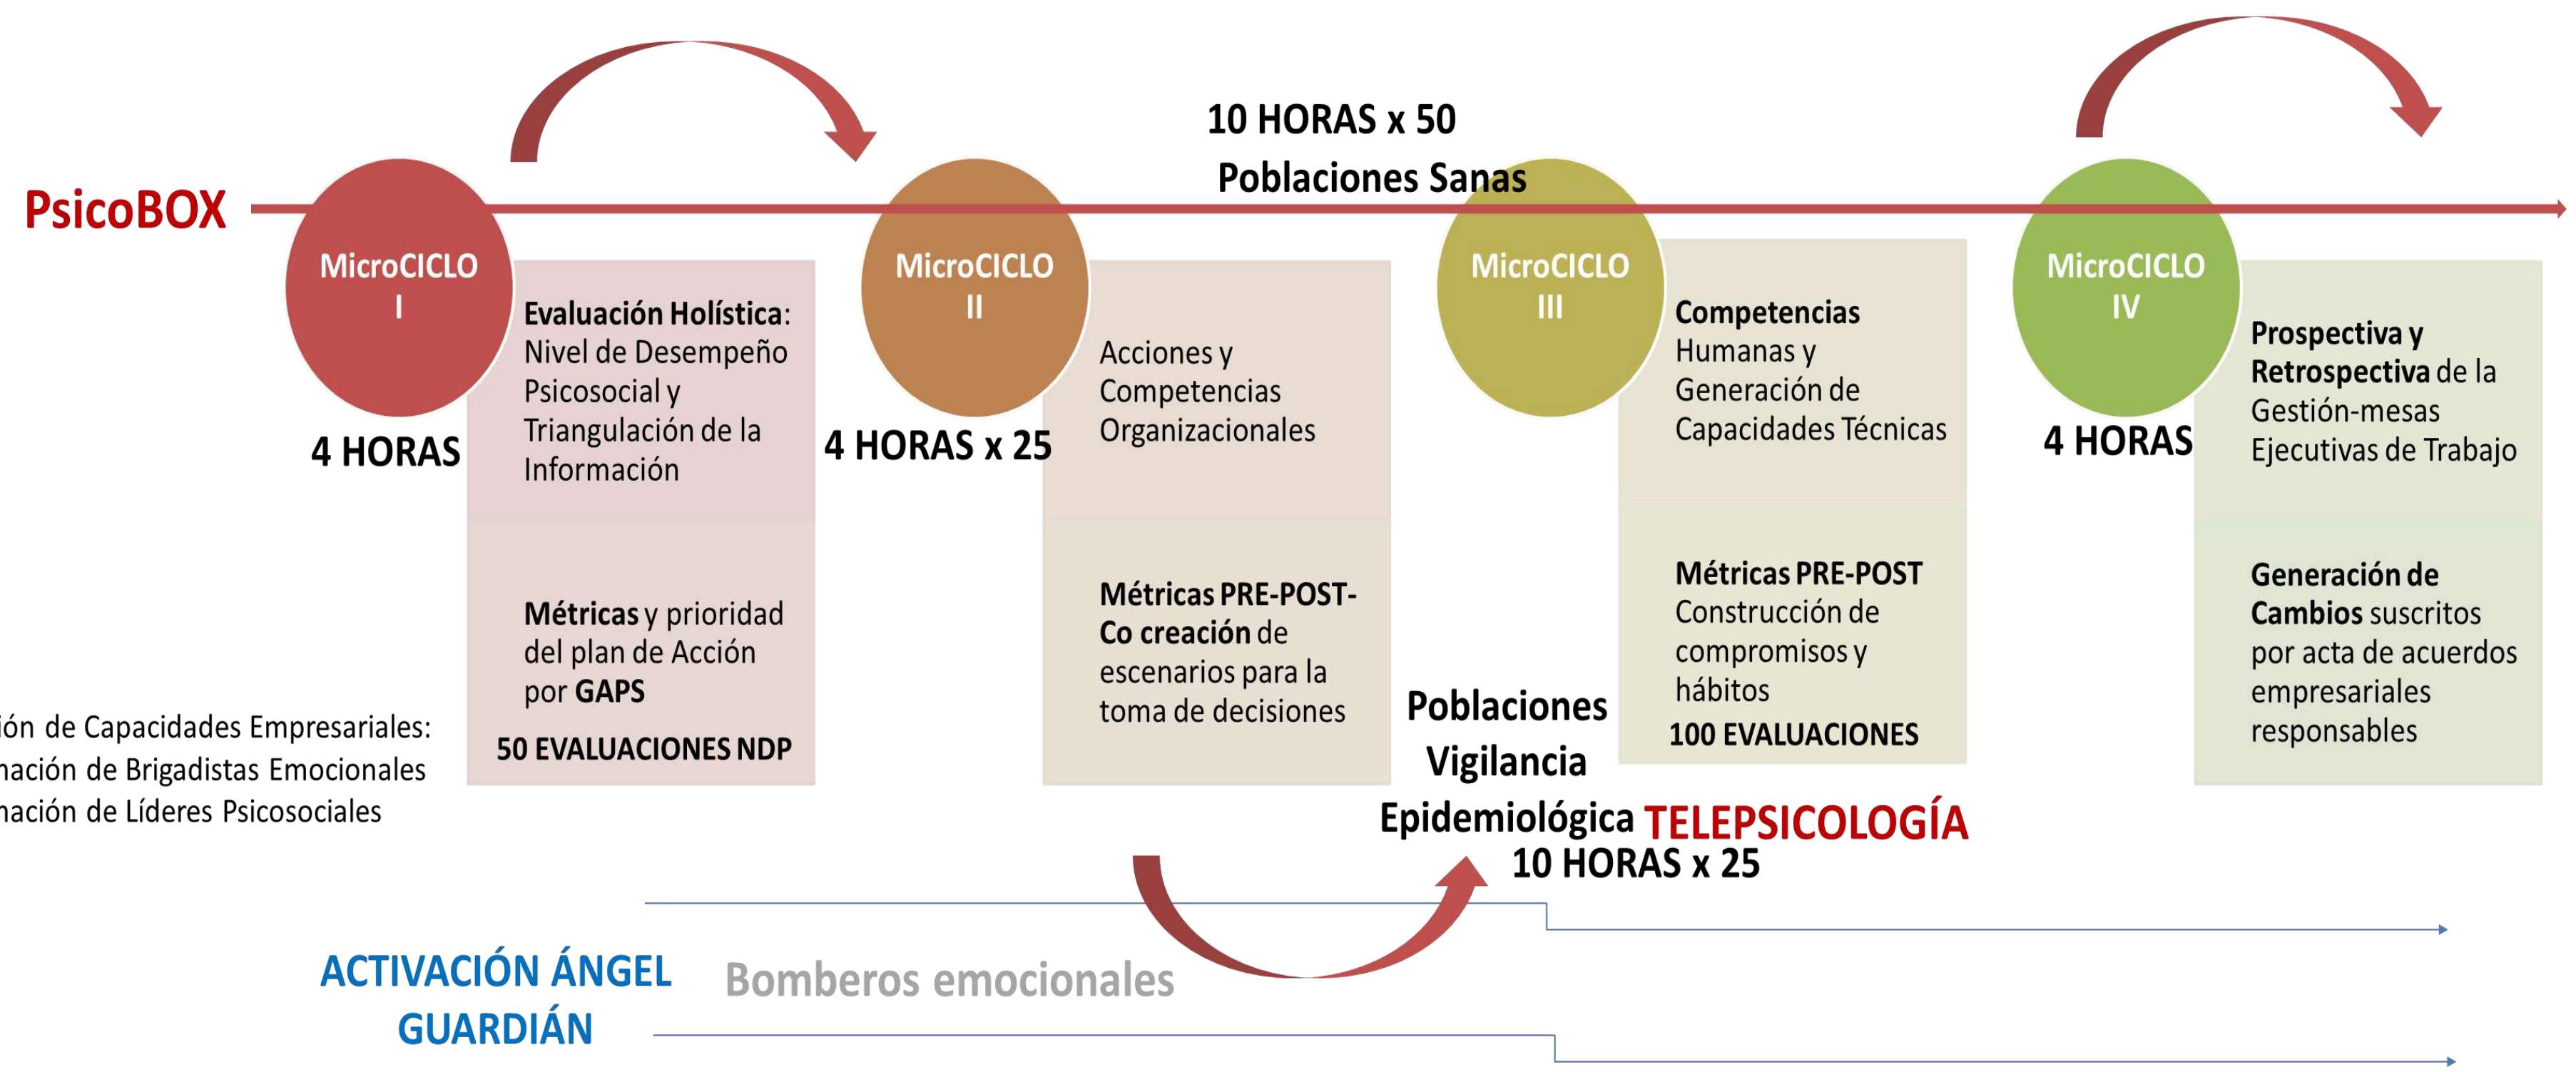 10 HORAS x 50
Poblaciones Sanas
PsicoBOX
MicroCICLO
I
4 HORAS
Evaluación Holística:
Nivel de Desempeño
Psicosocial y
Triangulación de la
Información
Métricas y prioridad
del plan de Acción
por GAPS
50 EVALUACIONES NDP
MicroCICLO
II
4 HORAS x 25
Acciones y
Competencias
Organizacionales
Métricas PRE-POST-
Co creación de
escenarios para la
toma de decisiones
MicroCICLO
III
Competencias
Humanas y
Generación de
Capacidades Técnicas
Métricas PRE-POST
Construcción de
compromisos y
hábitos
100 EVALUACIONES
MicroCICLO
IV
4 HORAS
Prospectiva y
Retrospectiva de la
Gestión-mesas
Ejecutivas de Trabajo
Generación de
Cambios suscritos
por acta de acuerdos
empresariales
responsables
de Capacidades Empresariales:
de Brigadistas Emocionales
de Líderes Psicosociales
Poblaciones
Vigilancia
Epidemiológica TELEPSICOLOGÍA
10 HORAS x 25
ACTIVACIÓN ÁNGEL
GUARDIÁN
Bomberos emocionales